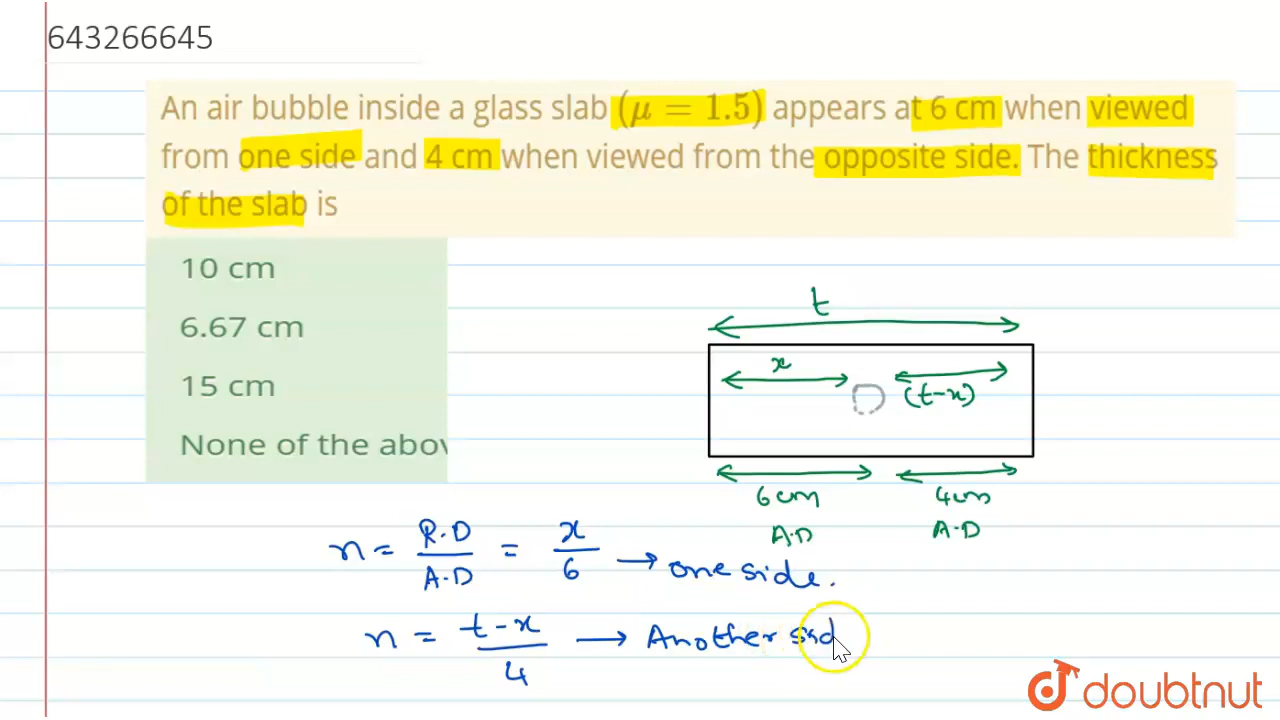 643266645
An air bubble inside a glass slab (μ = 1.5) appears at 6 cm when viewed
from one side and 4 cm when viewed from the opposite side. The thickness
of the slab is
10 cm
6.67 cm
15 cm
None of the abov
t
x
(t-x)
6cm
4cm
A.D
A.D
n = R.D/A.D = x/6 → one side.
n = t-x/4 → Another sid
doubtnut